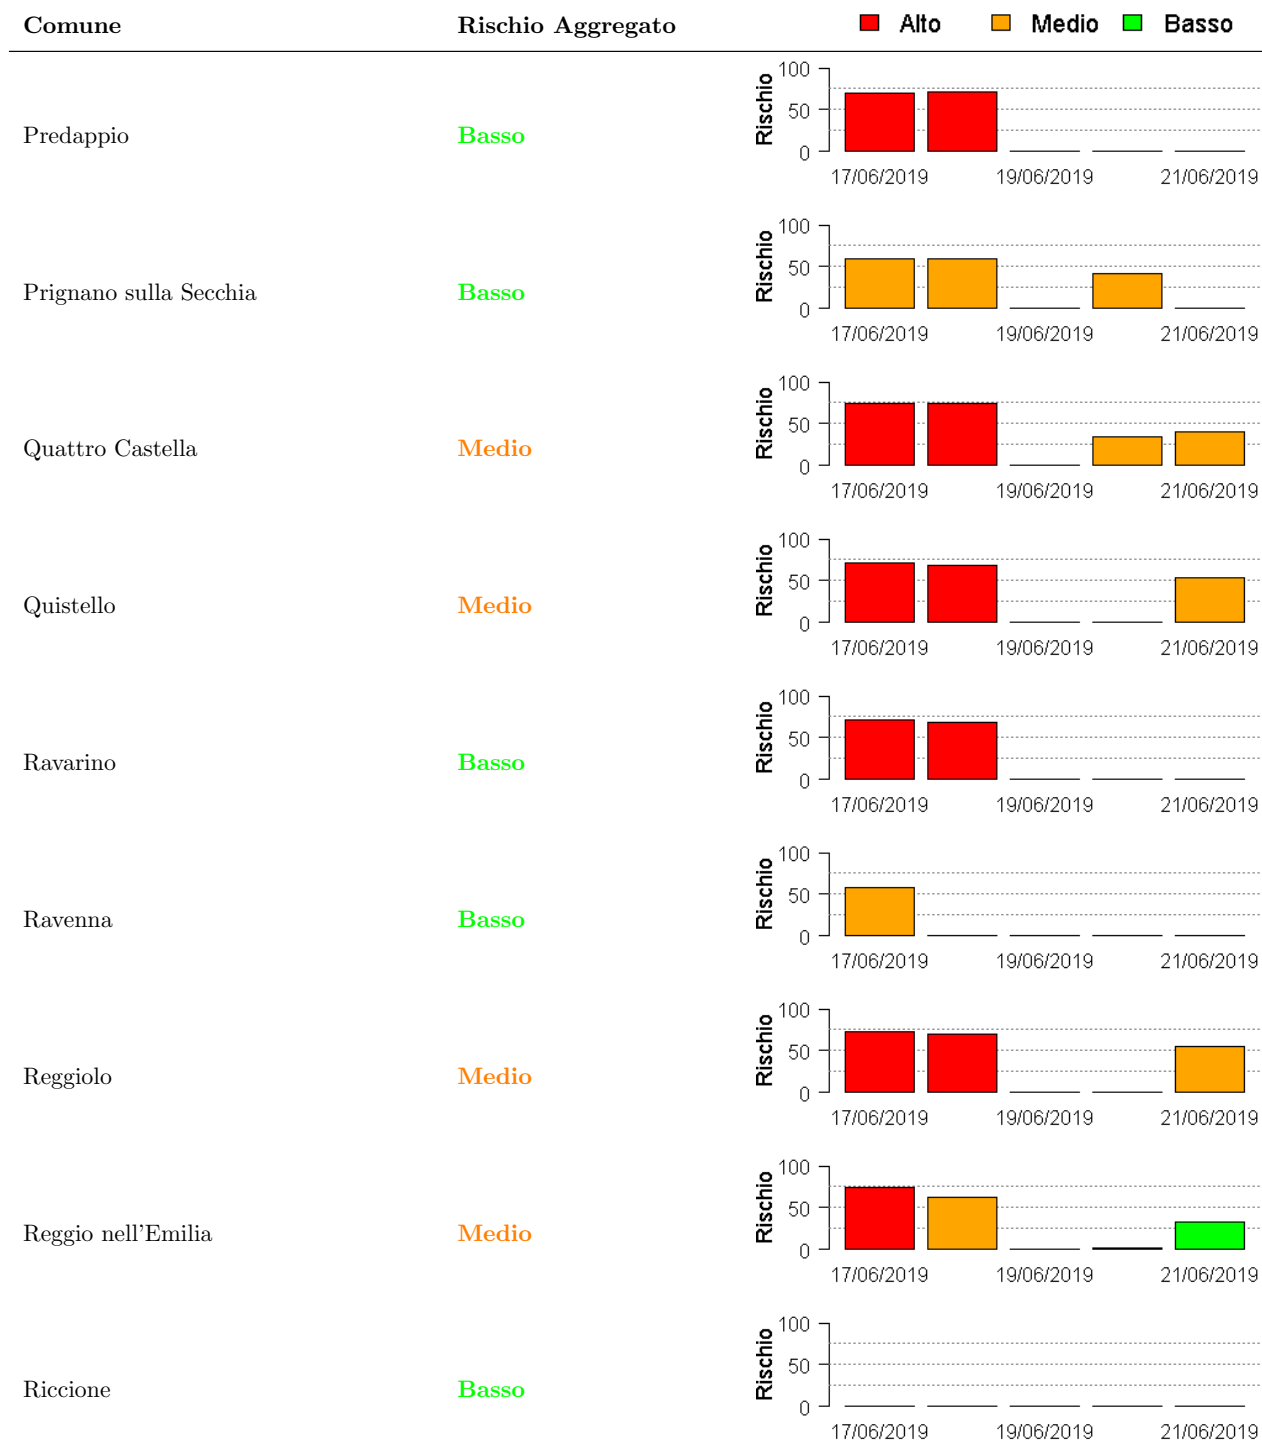 Comune Rischio Aggregato Alto Medio Basso
Predappio Basso Rischio 100 50 0
17/06/2019 19/06/2019 21/06/2019
Prignano sulla Secchia Basso Rischio 100 50 0
17/06/2019 19/06/2019 21/06/2019
Quattro Castella Medio Rischio 100 50 0
17/06/2019 19/06/2019 21/06/2019
Quistello Medio Rischio 100 50 0
17/06/2019 19/06/2019 21/06/2019
Ravarino Basso Rischio 100 50 0
17/06/2019 19/06/2019 21/06/2019
Ravenna Basso Rischio 100 50 0
17/06/2019 19/06/2019 21/06/2019
Reggiolo Medio Rischio 100 50 0
17/06/2019 19/06/2019 21/06/2019
Reggio nell'Emilia Medio Rischio 100 50 0
17/06/2019 19/06/2019 21/06/2019
Riccione Basso Rischio 100 50 0
17/06/2019 19/06/2019 21/06/2019